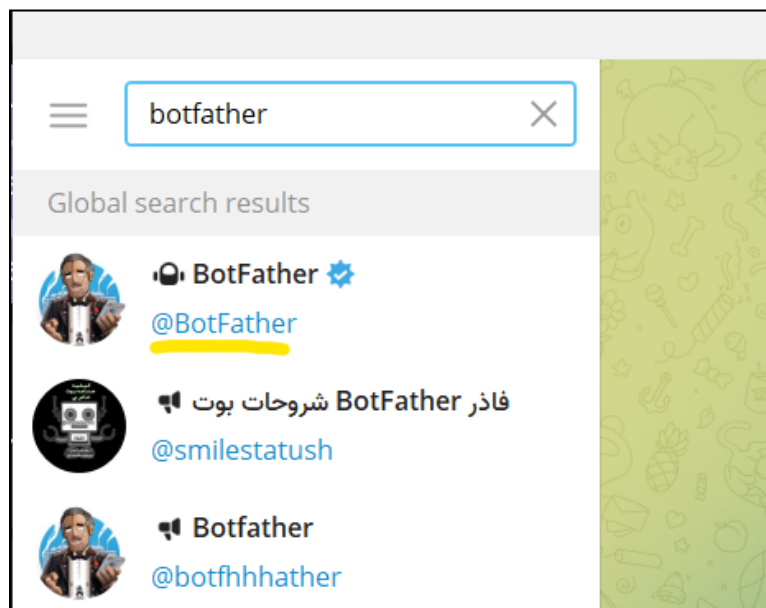 botfather
Global search results
BotFather
@BotFather
فاذر BotFather شروحات بوت
@smilestatush
Botfather
@botfhhhather